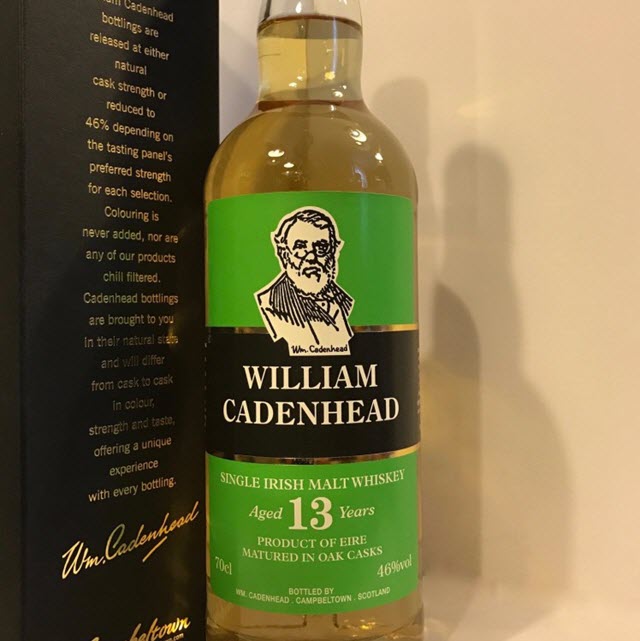 Wm Cadenhead
bottlings are
released at either
natural
cask strength or
reduced to
46% depending on
the tasting panel's
preferred strength
for each selection.
Colouring is
never added, nor are
any of our products
chill filtered.
Cadenhead bottlings
are brought to you
in their natural state
and will differ
from cask to cask
in colour,
strength and taste,
offering a unique
experience
with every bottling.
Wm. Cadenhead
Campbeltown
Wm. Cadenhead
WILLIAM
CADENHEAD
SINGLE IRISH MALT WHISKEY
Aged 13 Years
PRODUCT OF EIRE
MATURED IN OAK CASKS
70cl 46%vol
BOTTLED BY
WM. CADENHEAD . CAMPBELTOWN . SCOTLAND